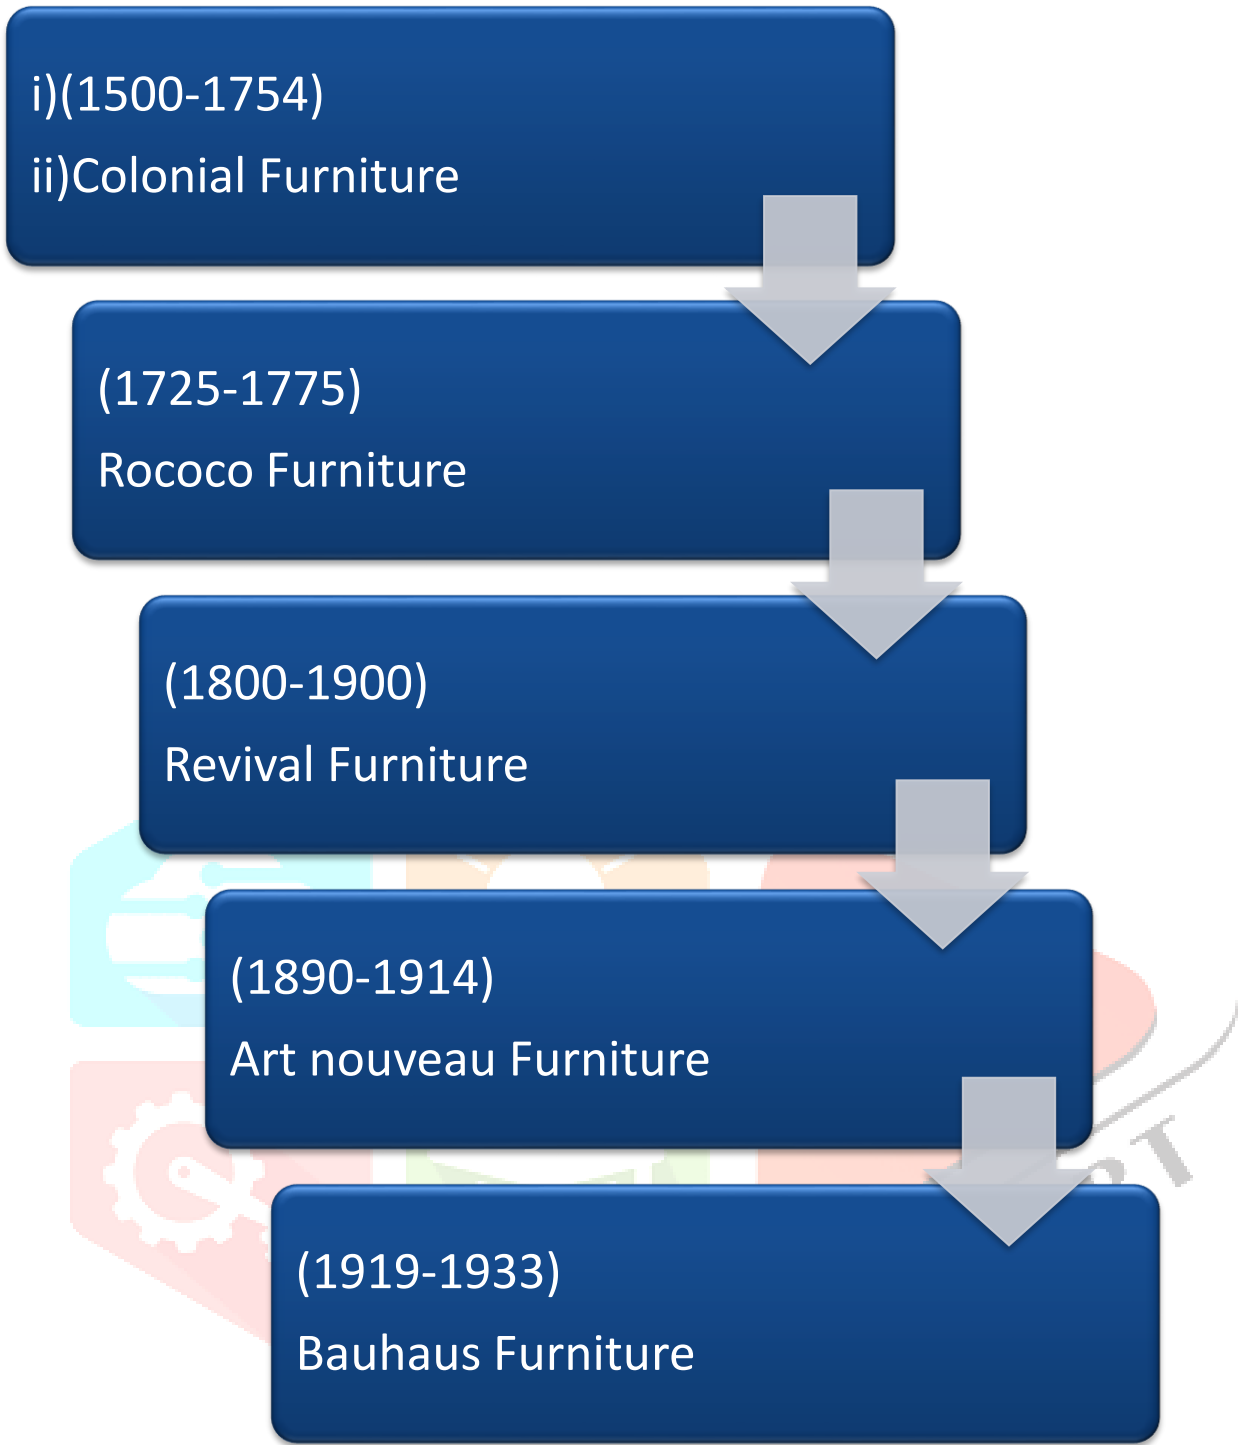 i)(1500-1754)
ii)Colonial Furniture
(1725-1775)
Rococo Furniture
(1800-1900)
Revival Furniture
(1890-1914)
Art nouveau Furniture
(1919-1933)
Bauhaus Furniture